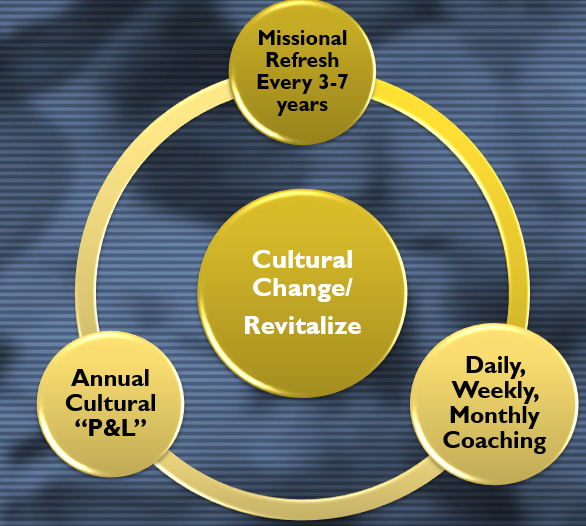 Missional
Refresh
Every 3-7
years
Cultural
Change/
Revitalize
Annual
Cultural
“P&L”
Daily,
Weekly,
Monthly
Coaching